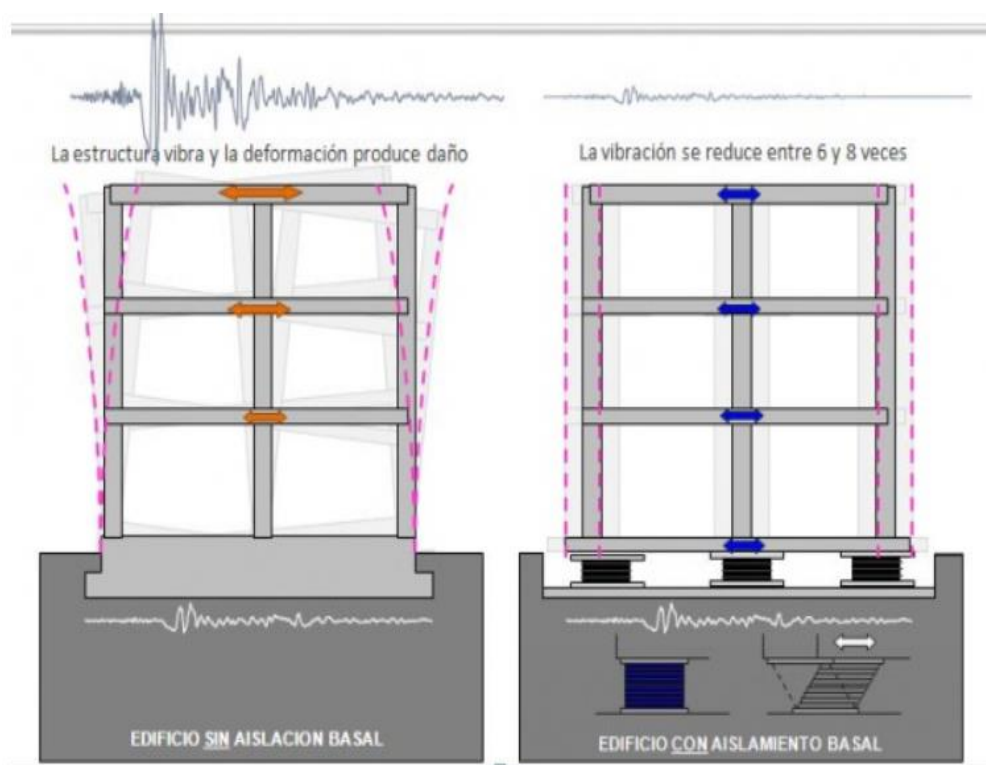 La estructura vibra y la deformación produce daño
La vibración se reduce entre 6 y 8 veces
EDIFICIO SIN AISLACION BASAL
EDIFICIO CON AISLAMIENTO BASAL